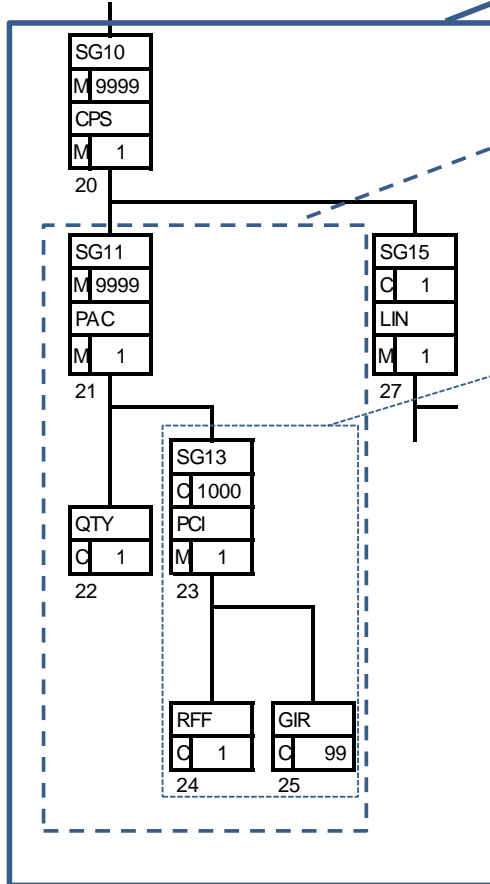 SG10
M 9999
CPS
M 1
20
SG11
M 9999
PAC
M 1
21
SG15
C 1
LIN
M 1
27
SG13
C 1000
PCI
M 1
23
QTY
C 1
22
RFF
C 1
24
GIR
C 99
25